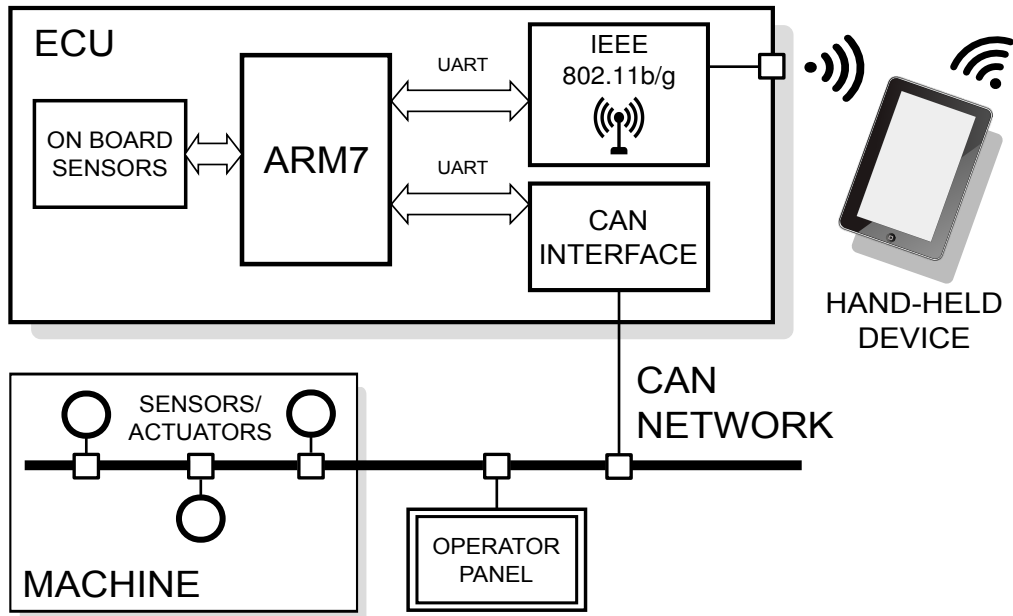 ECU
UART
IEEE
802.11b/g
ON BOARD
SENSORS
ARM7
UART
CAN
INTERFACE
HAND-HELD
DEVICE
CAN
NETWORK
SENSORS/
ACTUATORS
OPERATOR
PANEL
MACHINE